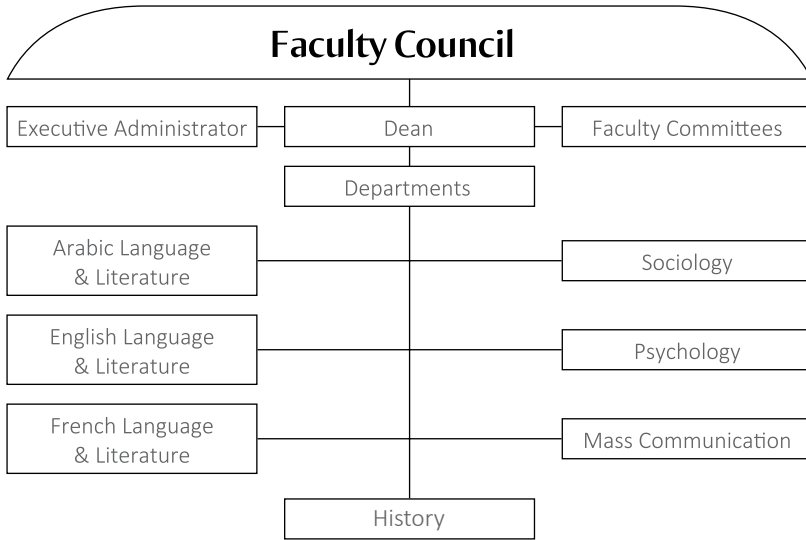 Faculty Council
Executive Administrator
Dean
Faculty Committees
Departments
Arabic Language
& Literature
Sociology
English Language
& Literature
Psychology
French Language
& Literature
Mass Communication
History